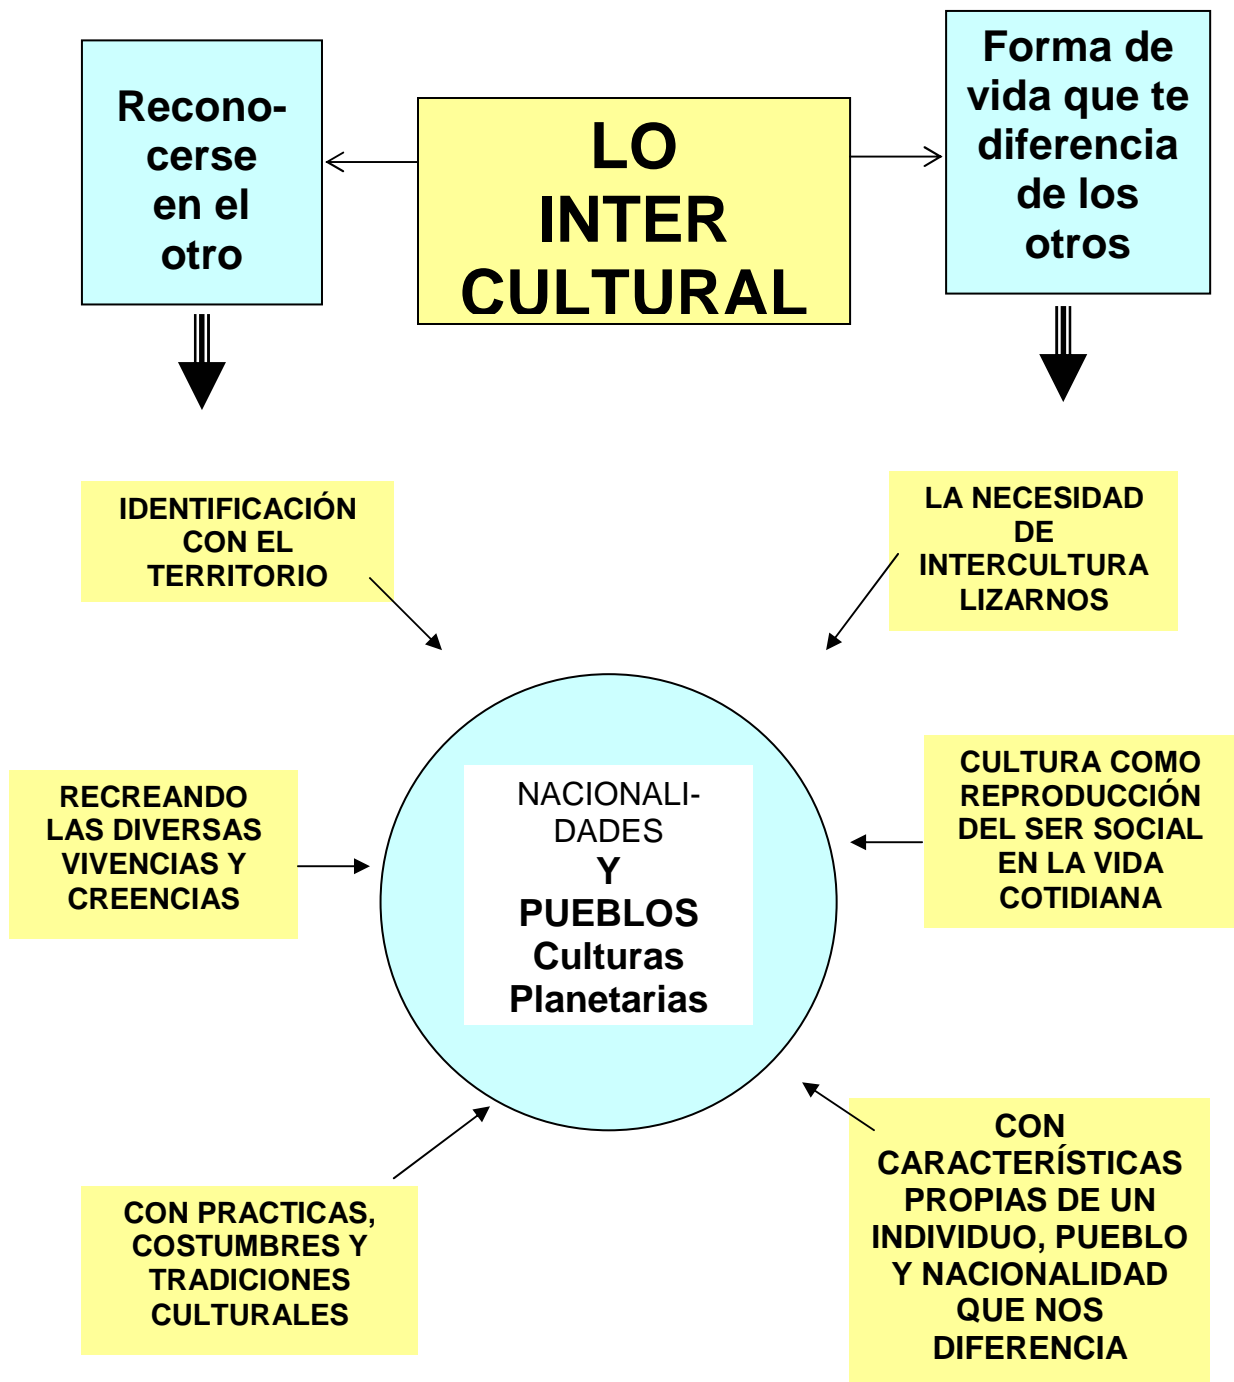 Recono-
cerse
en el
otro
LO
INTER
CULTURAL
Forma de
vida que te
diferencia
de los
otros
IDENTIFICACIÓN
CON EL
TERRITORIO
LA NECESIDAD
DE
INTERCULTURA
LIZARNOS
RECREANDO
LAS DIVERSAS
VIVENCIAS Y
CREENCIAS
NACIONALI-
DADES
Y
PUEBLOS
Culturas
Planetarias
CULTURA COMO
REPRODUCCIÓN
DEL SER SOCIAL
EN LA VIDA
COTIDIANA
CON PRACTICAS,
COSTUMBRES Y
TRADICIONES
CULTURALES
CON
CARACTERÍSTICAS
PROPIAS DE UN
INDIVIDUO, PUEBLO
Y NACIONALIDAD
QUE NOS
DIFERENCIA